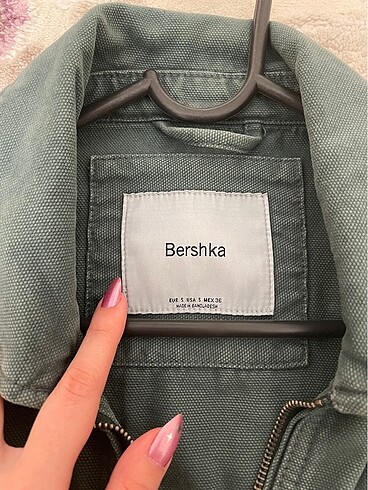 Bershka
EUR S USA S MEX 36
MADE IN BANGLADESH